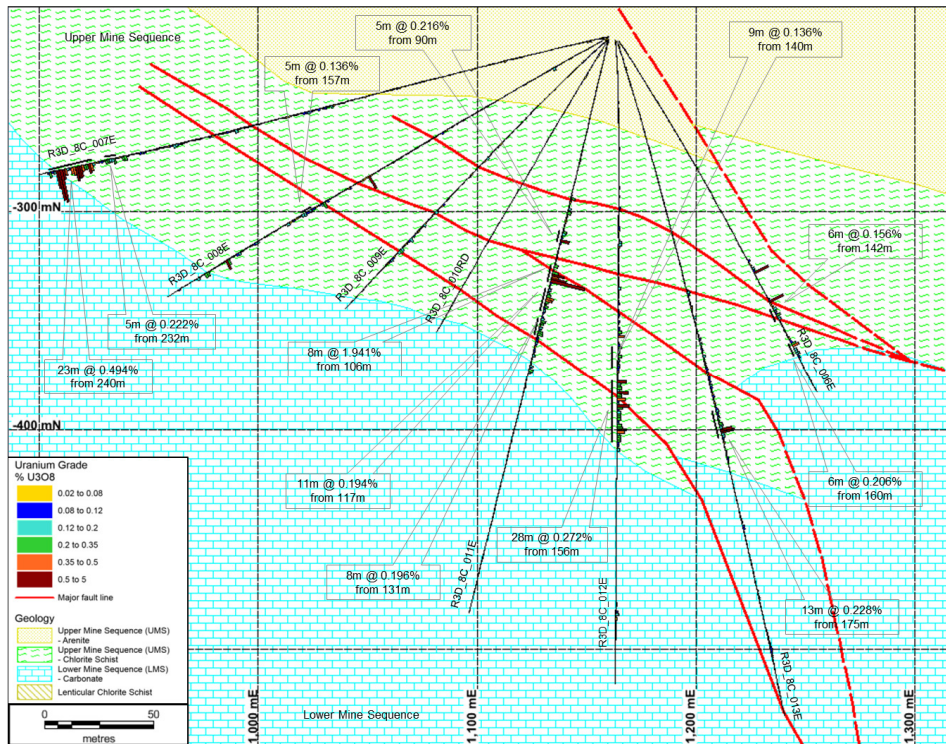 Upper Mine Sequence
5m @ 0.216%
from 90m
9m @ 0.136%
from 140m
5m @ 0.136%
from 157m
R3D_8C_007E
-300 mN
R3D_8C_008E
R3D_8C_009E
R3D_8C_010RD
6m @ 0.156%
from 142m
5m @ 0.222%
from 232m
23m @ 0.494%
from 240m
8m @ 1.941%
from 106m
R3D_8C_006E
-400 mN
11m @ 0.194%
from 117m
6m @ 0.206%
from 160m
28m @ 0.272%
from 156m
8m @ 0.196%
from 131m
R3D_8C_011E
R3D_8C_012E
13m @ 0.228%
from 175m
R3D_8C_013E
Uranium Grade
% U3O8
0.02 to 0.08
0.08 to 0.12
0.12 to 0.2
0.2 to 0.35
0.35 to 0.5
0.5 to 5
Major fault line
Geology
Upper Mine Sequence (UMS)
- Arenite
Upper Mine Sequence (UMS)
- Chlorite Schist
Lower Mine Sequence (LMS)
- Carbonate
Lenticular Chlorite Schist
0 50
metres
Lower Mine Sequence
1,000 mE
1,100 mE
1,200 mE
1,300 mE